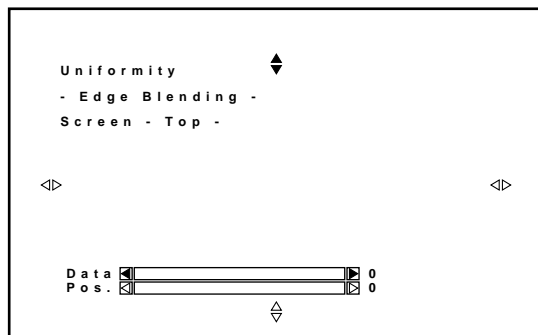 Uniformity
- Edge Blending -
Screen - Top -
Data 0
Pos. 0